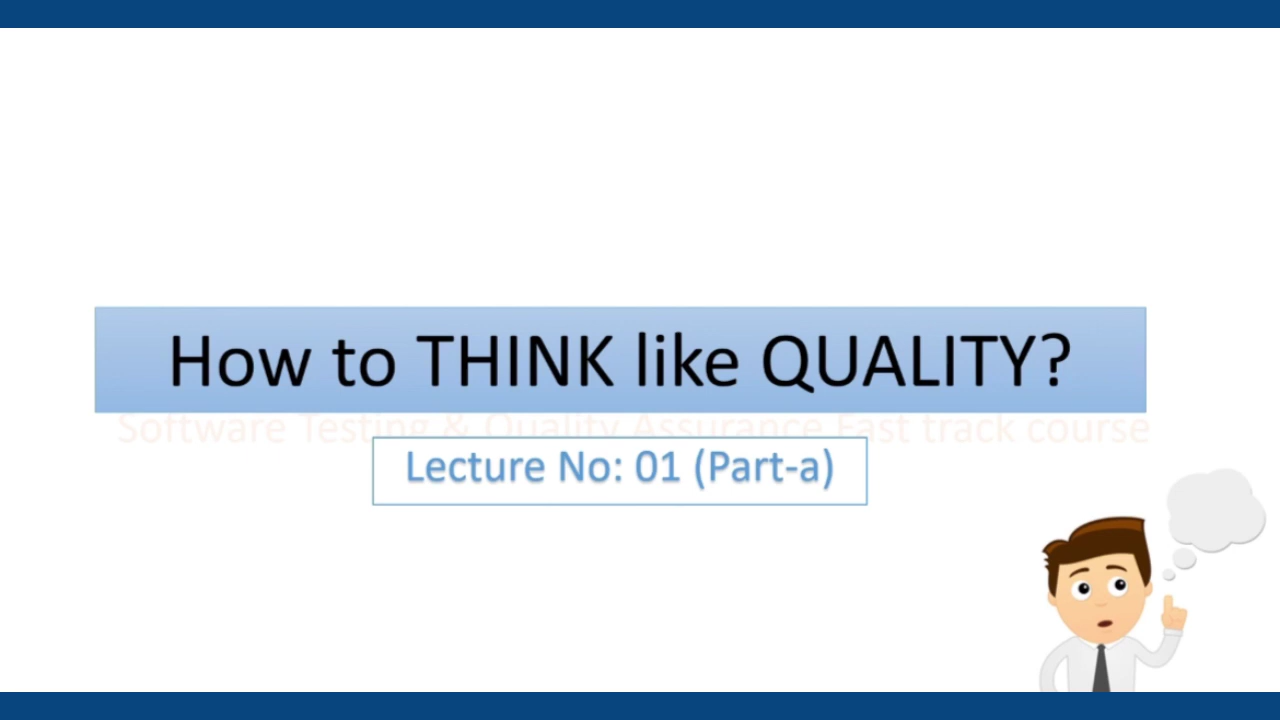 How to THINK like QUALITY?
Software Testing & Quality Assurance Fast track course
Lecture No: 01 (Part-a)